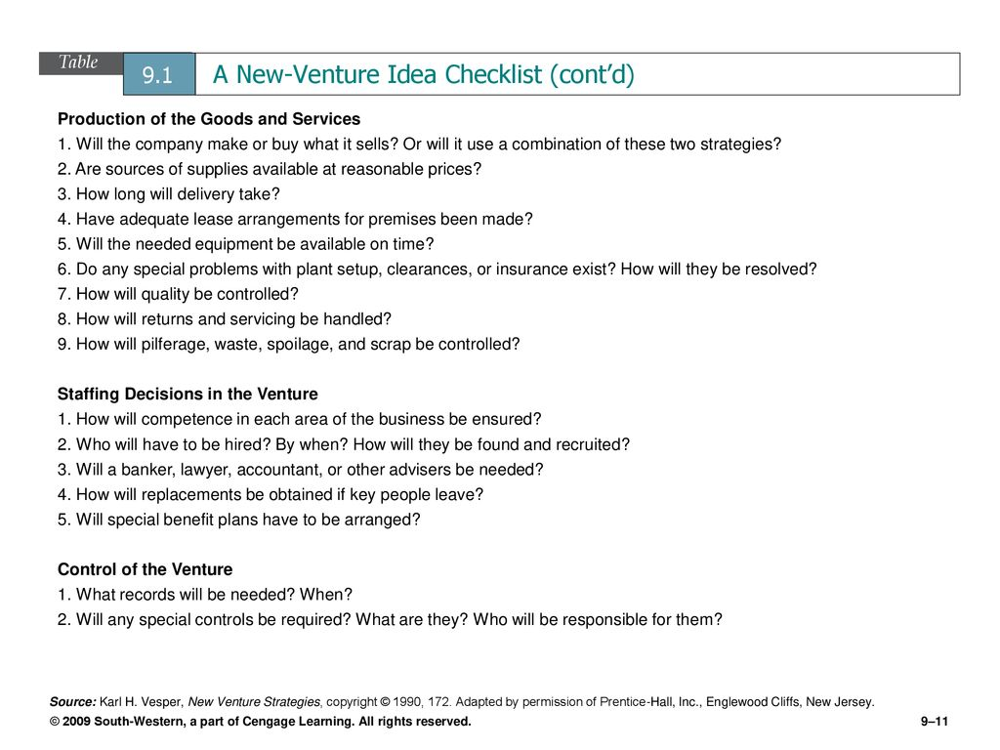 Table
9.1
A New-Venture Idea Checklist (cont’d)
Production of the Goods and Services
1. Will the company make or buy what it sells? Or will it use a combination of these two strategies?
2. Are sources of supplies available at reasonable prices?
3. How long will delivery take?
4. Have adequate lease arrangements for premises been made?
5. Will the needed equipment be available on time?
6. Do any special problems with plant setup, clearances, or insurance exist? How will they be resolved?
7. How will quality be controlled?
8. How will returns and servicing be handled?
9. How will pilferage, waste, spoilage, and scrap be controlled?
Staffing Decisions in the Venture
1. How will competence in each area of the business be ensured?
2. Who will have to be hired? By when? How will they be found and recruited?
3. Will a banker, lawyer, accountant, or other advisers be needed?
4. How will replacements be obtained if key people leave?
5. Will special benefit plans have to be arranged?
Control of the Venture
1. What records will be needed? When?
2. Will any special controls be required? What are they? Who will be responsible for them?
Source: Karl H. Vesper, New Venture Strategies, copyright © 1990, 172. Adapted by permission of Prentice-Hall, Inc., Englewood Cliffs, New Jersey.
© 2009 South-Western, a part of Cengage Learning. All rights reserved.
9–11